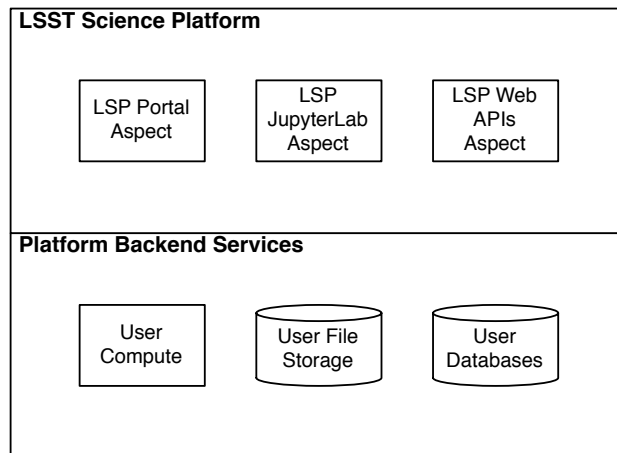 LSST Science Platform
LSP Portal
Aspect
LSP
JupyterLab
Aspect
LSP Web
APIs
Aspect
Platform Backend Services
User
Compute
User File
Storage
User
Databases